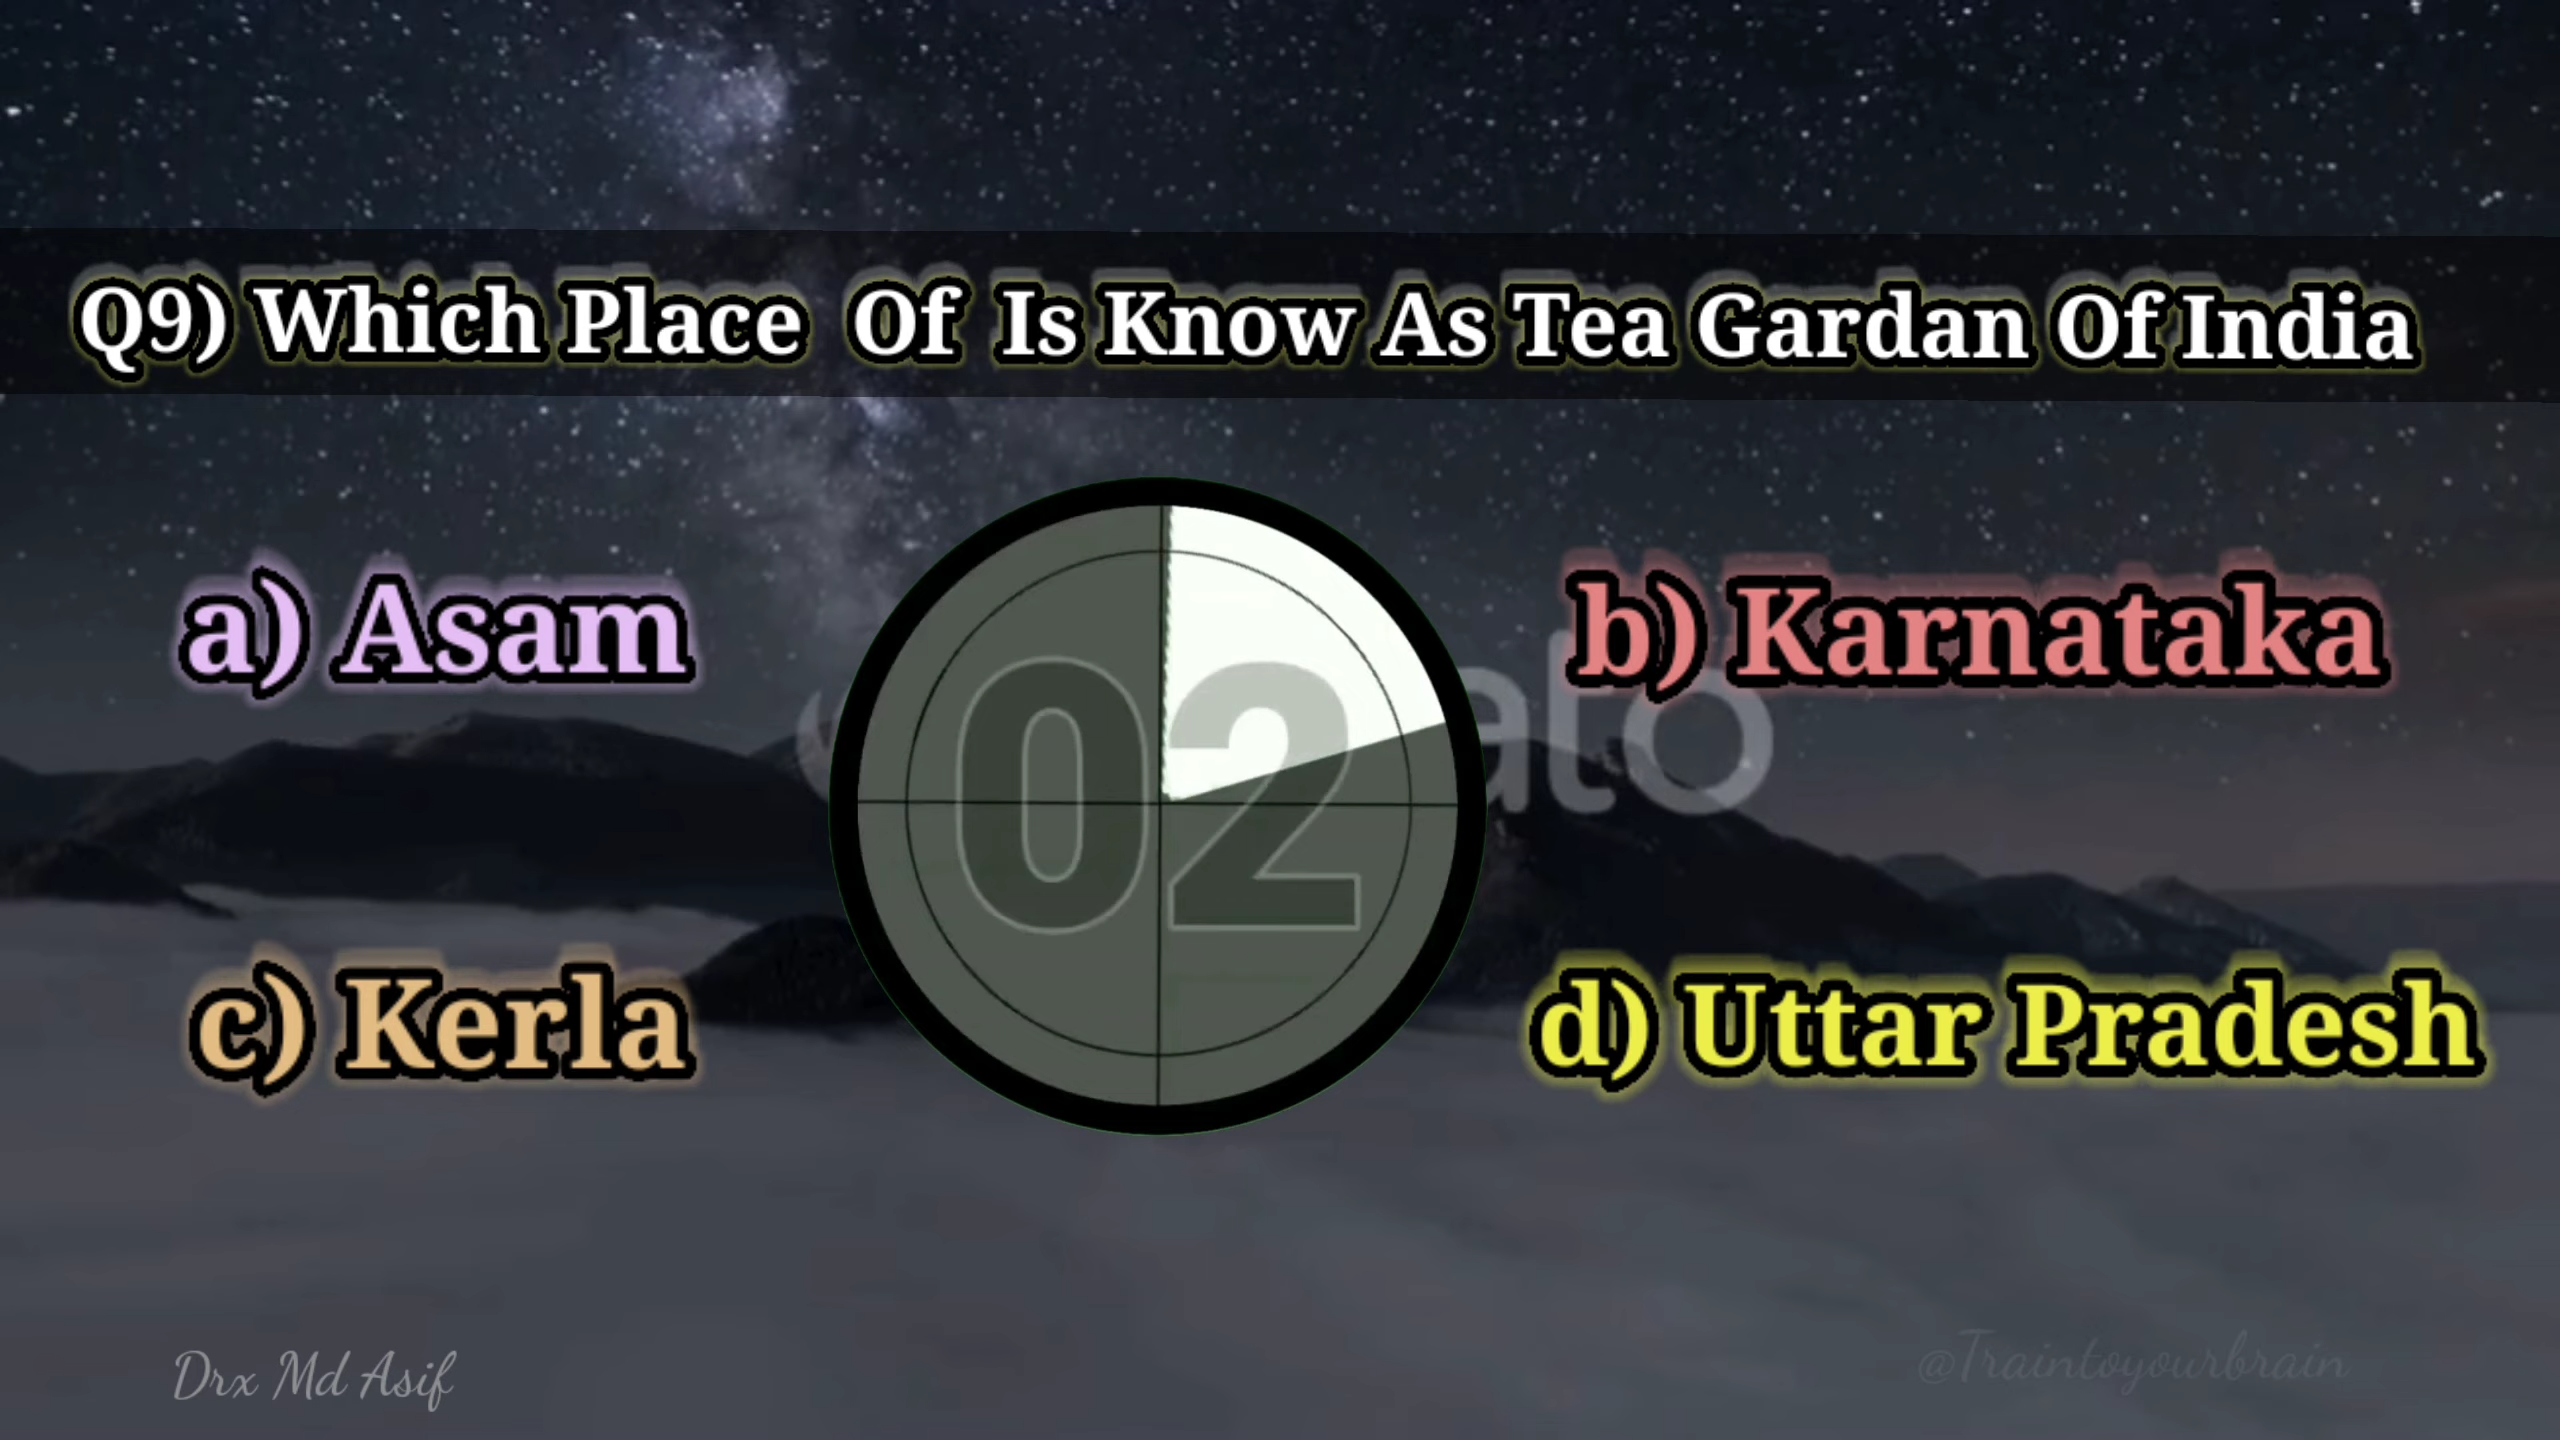 Q9) Which Place Of Is Know As Tea Gardan Of India
a) Asam
b) Karnataka
02
c) Kerla
d) Uttar Pradesh
Drx Md Asif
@Traintoyourbrain